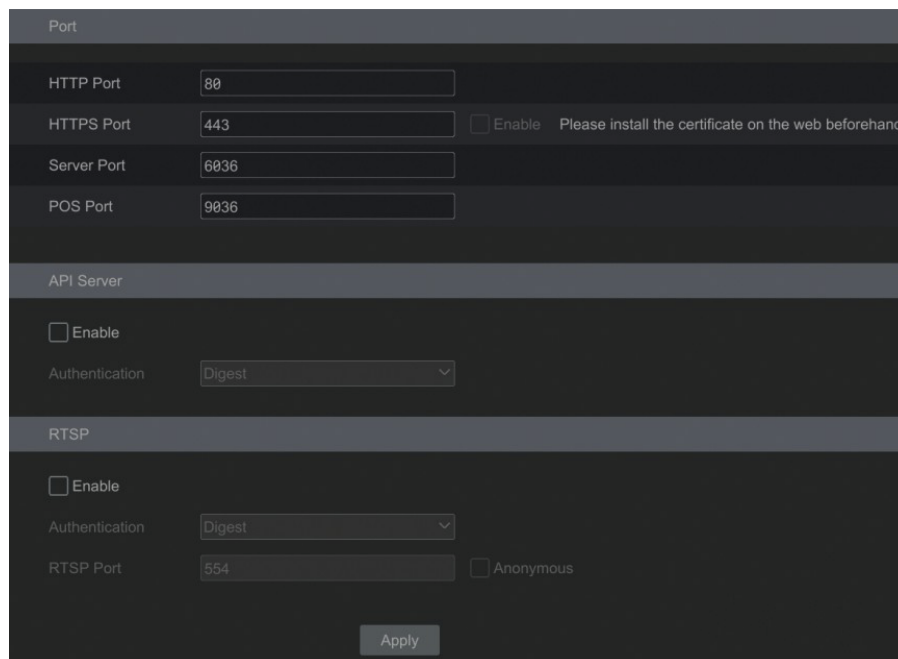 Port
HTTP Port 80
HTTPS Port 443 Enable Please install the certificate on the web beforehand
Server Port 6036
POS Port 9036
API Server
Enable
Authentication Digest
RTSP
Enable
Authentication Digest
RTSP Port 554 Anonymous
Apply